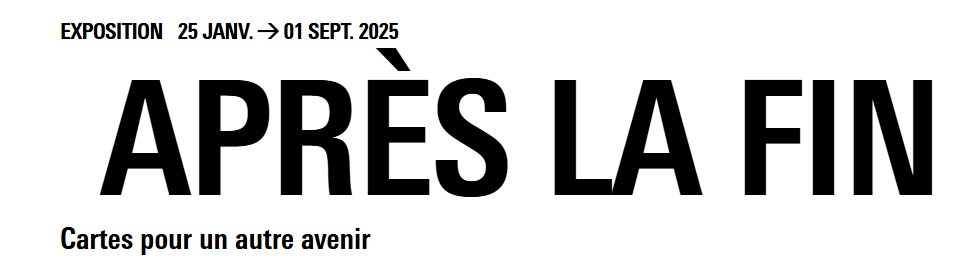 EXPOSITION 25 JANV. → 01 SEPT. 2025
APRÈS LA FIN
Cartes pour un autre avenir